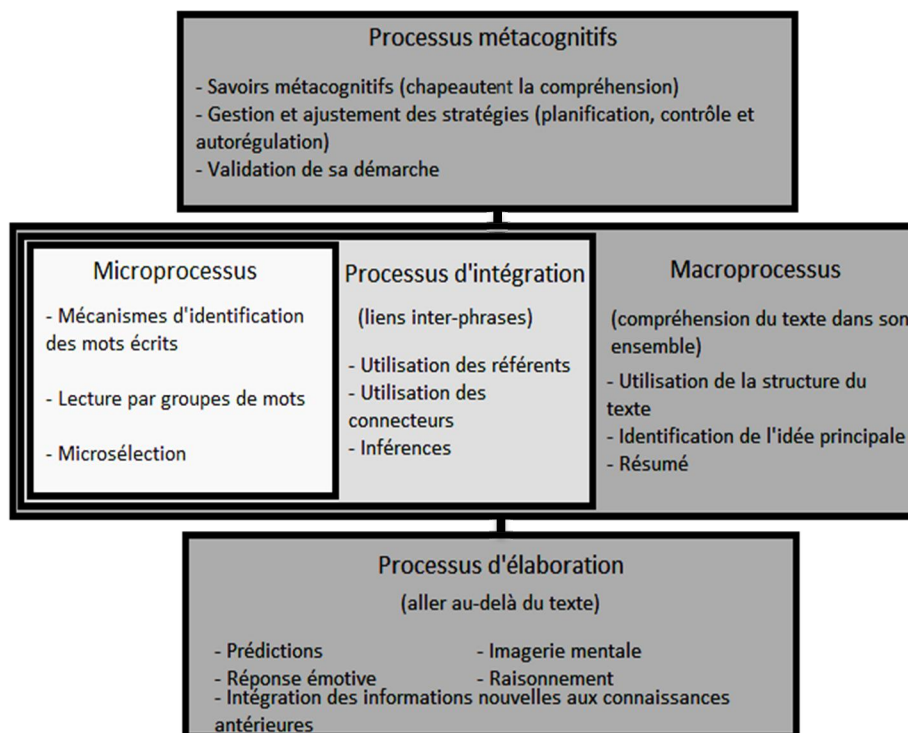 Processus métacognitifs
- Savoirs métacognitifs (chapeautent la compréhension)
- Gestion et ajustement des stratégies (planification, contrôle et
autorégulation)
- Validation de sa démarche
Microprocessus
- Mécanismes d'identification
des mots écrits
- Lecture par groupes de mots
- Microsélection
Processus d'intégration
(liens inter-phrases)
- Utilisation des référents
- Utilisation des
connecteurs
- Inférences
Macroprocessus
(compréhension du texte dans son
ensemble)
- Utilisation de la structure du
texte
- Identification de l'idée principale
- Résumé
Processus d'élaboration
(aller au-delà du texte)
- Prédictions
- Imagerie mentale
- Réponse émotive
- Raisonnement
- Intégration des informations nouvelles aux connaissances
antérieures